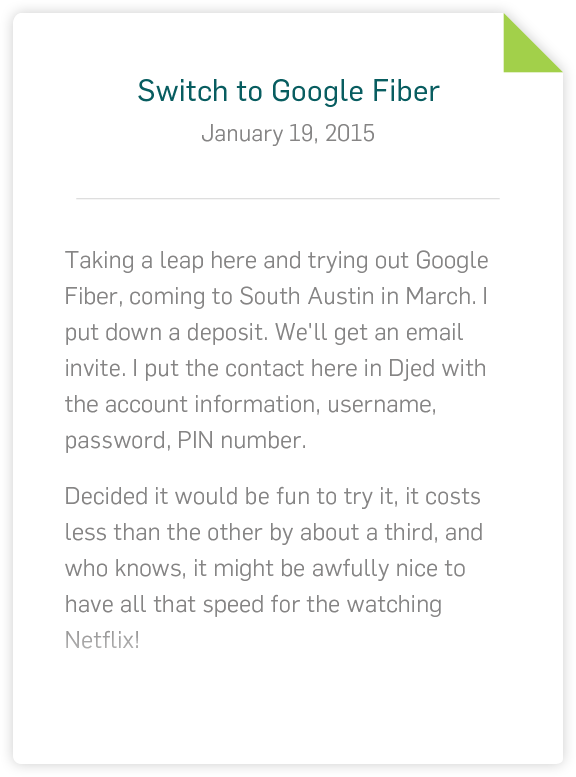 Switch to Google Fiber
January 19, 2015
Taking a leap here and trying out Google
Fiber, coming to South Austin in March. I
put down a deposit. We'll get an email
invite. I put the contact here in Djed with
the account information, username,
password, PIN number.
Decided it would be fun to try it, it costs
less than the other by about a third, and
who knows, it might be awfully nice to
have all that speed for the watching
Netflix!